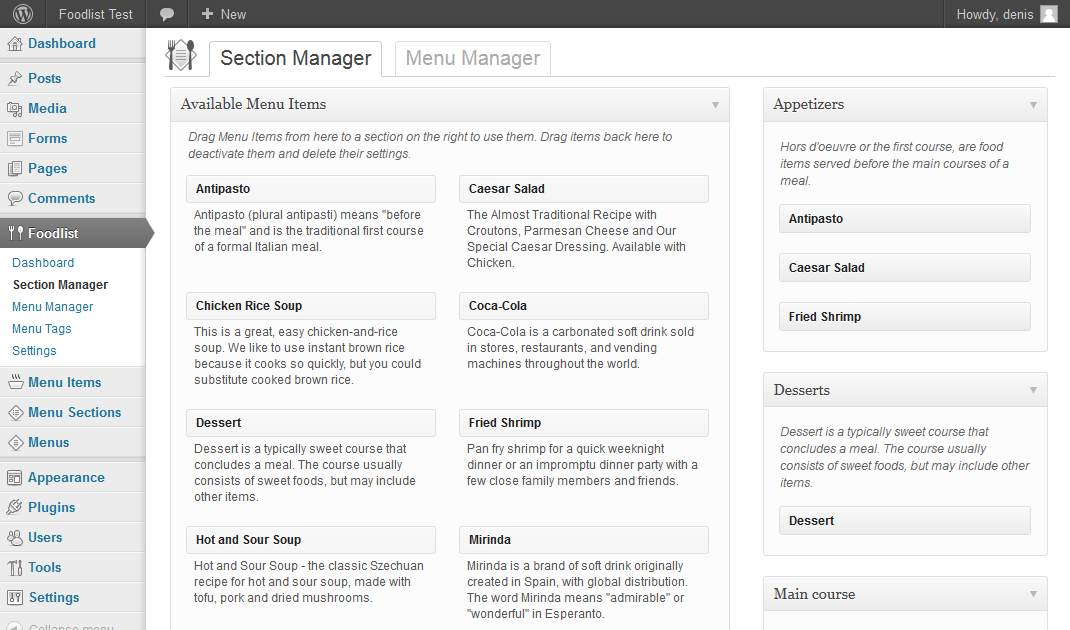 Foodlist Test
New
Howdy, denis
Dashboard
Posts
Media
Forms
Pages
Comments
Foodlist
Dashboard
Section Manager
Menu Manager
Menu Tags
Settings
Menu Items
Menu Sections
Menus
Appearance
Plugins
Users
Tools
Settings
Collapse menu
Section Manager
Menu Manager
Available Menu Items
Drag Menu Items from here to a section on the right to use them. Drag items back here to
deactivate them and delete their settings.
Antipasto
Antipasto (plural antipasti) means "before
the meal" and is the traditional first course
of a formal Italian meal.
Caesar Salad
The Almost Traditional Recipe with
Croutons, Parmesan Cheese and Our
Special Caesar Dressing. Available with
Chicken.
Chicken Rice Soup
This is a great, easy chicken-and-rice
soup. We like to use instant brown rice
because it cooks so quickly, but you could
substitute cooked brown rice.
Coca-Cola
Coca-Cola is a carbonated soft drink sold
in stores, restaurants, and vending
machines throughout the world.
Dessert
Dessert is a typically sweet course that
concludes a meal. The course usually
consists of sweet foods, but may include
other items.
Fried Shrimp
Pan fry shrimp for a quick weeknight
dinner or an impromptu dinner party with a
few close family members and friends.
Hot and Sour Soup
Hot and Sour Soup - the classic Szechuan
recipe for hot and sour soup, made with
tofu, pork and dried mushrooms.
Mirinda
Mirinda is a brand of soft drink originally
created in Spain, with global distribution.
The word Mirinda means "admirable" or
"wonderful" in Esperanto.
Appetizers
Hors d'oeuvre or the first course, are food
items served before the main courses of a
meal.
Antipasto
Caesar Salad
Fried Shrimp
Desserts
Dessert is a typically sweet course that
concludes a meal. The course usually
consists of sweet foods, but may include other
items.
Dessert
Main course